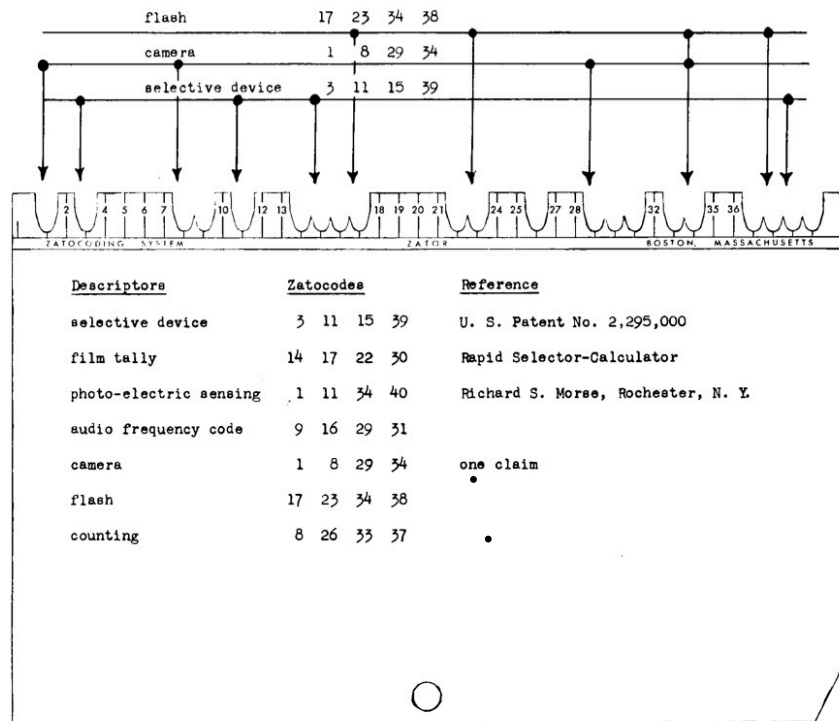 flash 17 23 34 38
camera 1 8 29 34
selective device 3 11 15 39
2 4 5 6 7 10 12 13 18 19 20 21 24 25 27 28 32 35 36
ZATOCODING SYSTEM ZATOR BOSTON, MASSACHUSETTS
Descriptors Zatocodes Reference
selective device 3 11 15 39 U. S. Patent No. 2,295,000
film tally 14 17 22 30 Rapid Selector-Calculator
photo-electric sensing 1 11 34 40 Richard S. Morse, Rochester, N. Y.
audio frequency code 9 16 29 31
camera 1 8 29 34 one claim
flash 17 23 34 38
counting 8 26 33 37